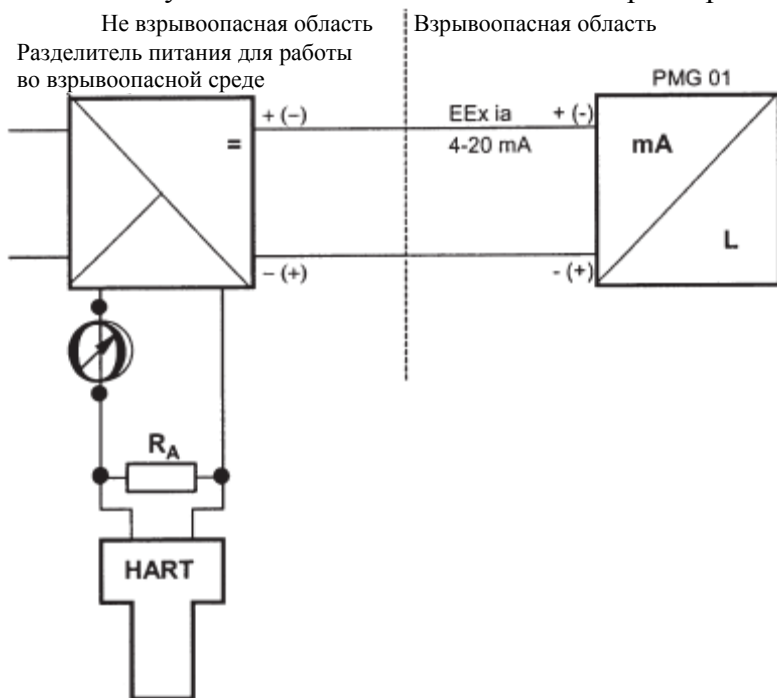 Не взрывоопасная область
Взрывоопасная область
Разделитель питания для работы
во взрывоопасной среде
PMG 01
+ (−)
EEx ia
+ (-)
=
4-20 mA
mA
L
− (+)
- (+)
R_A
HART